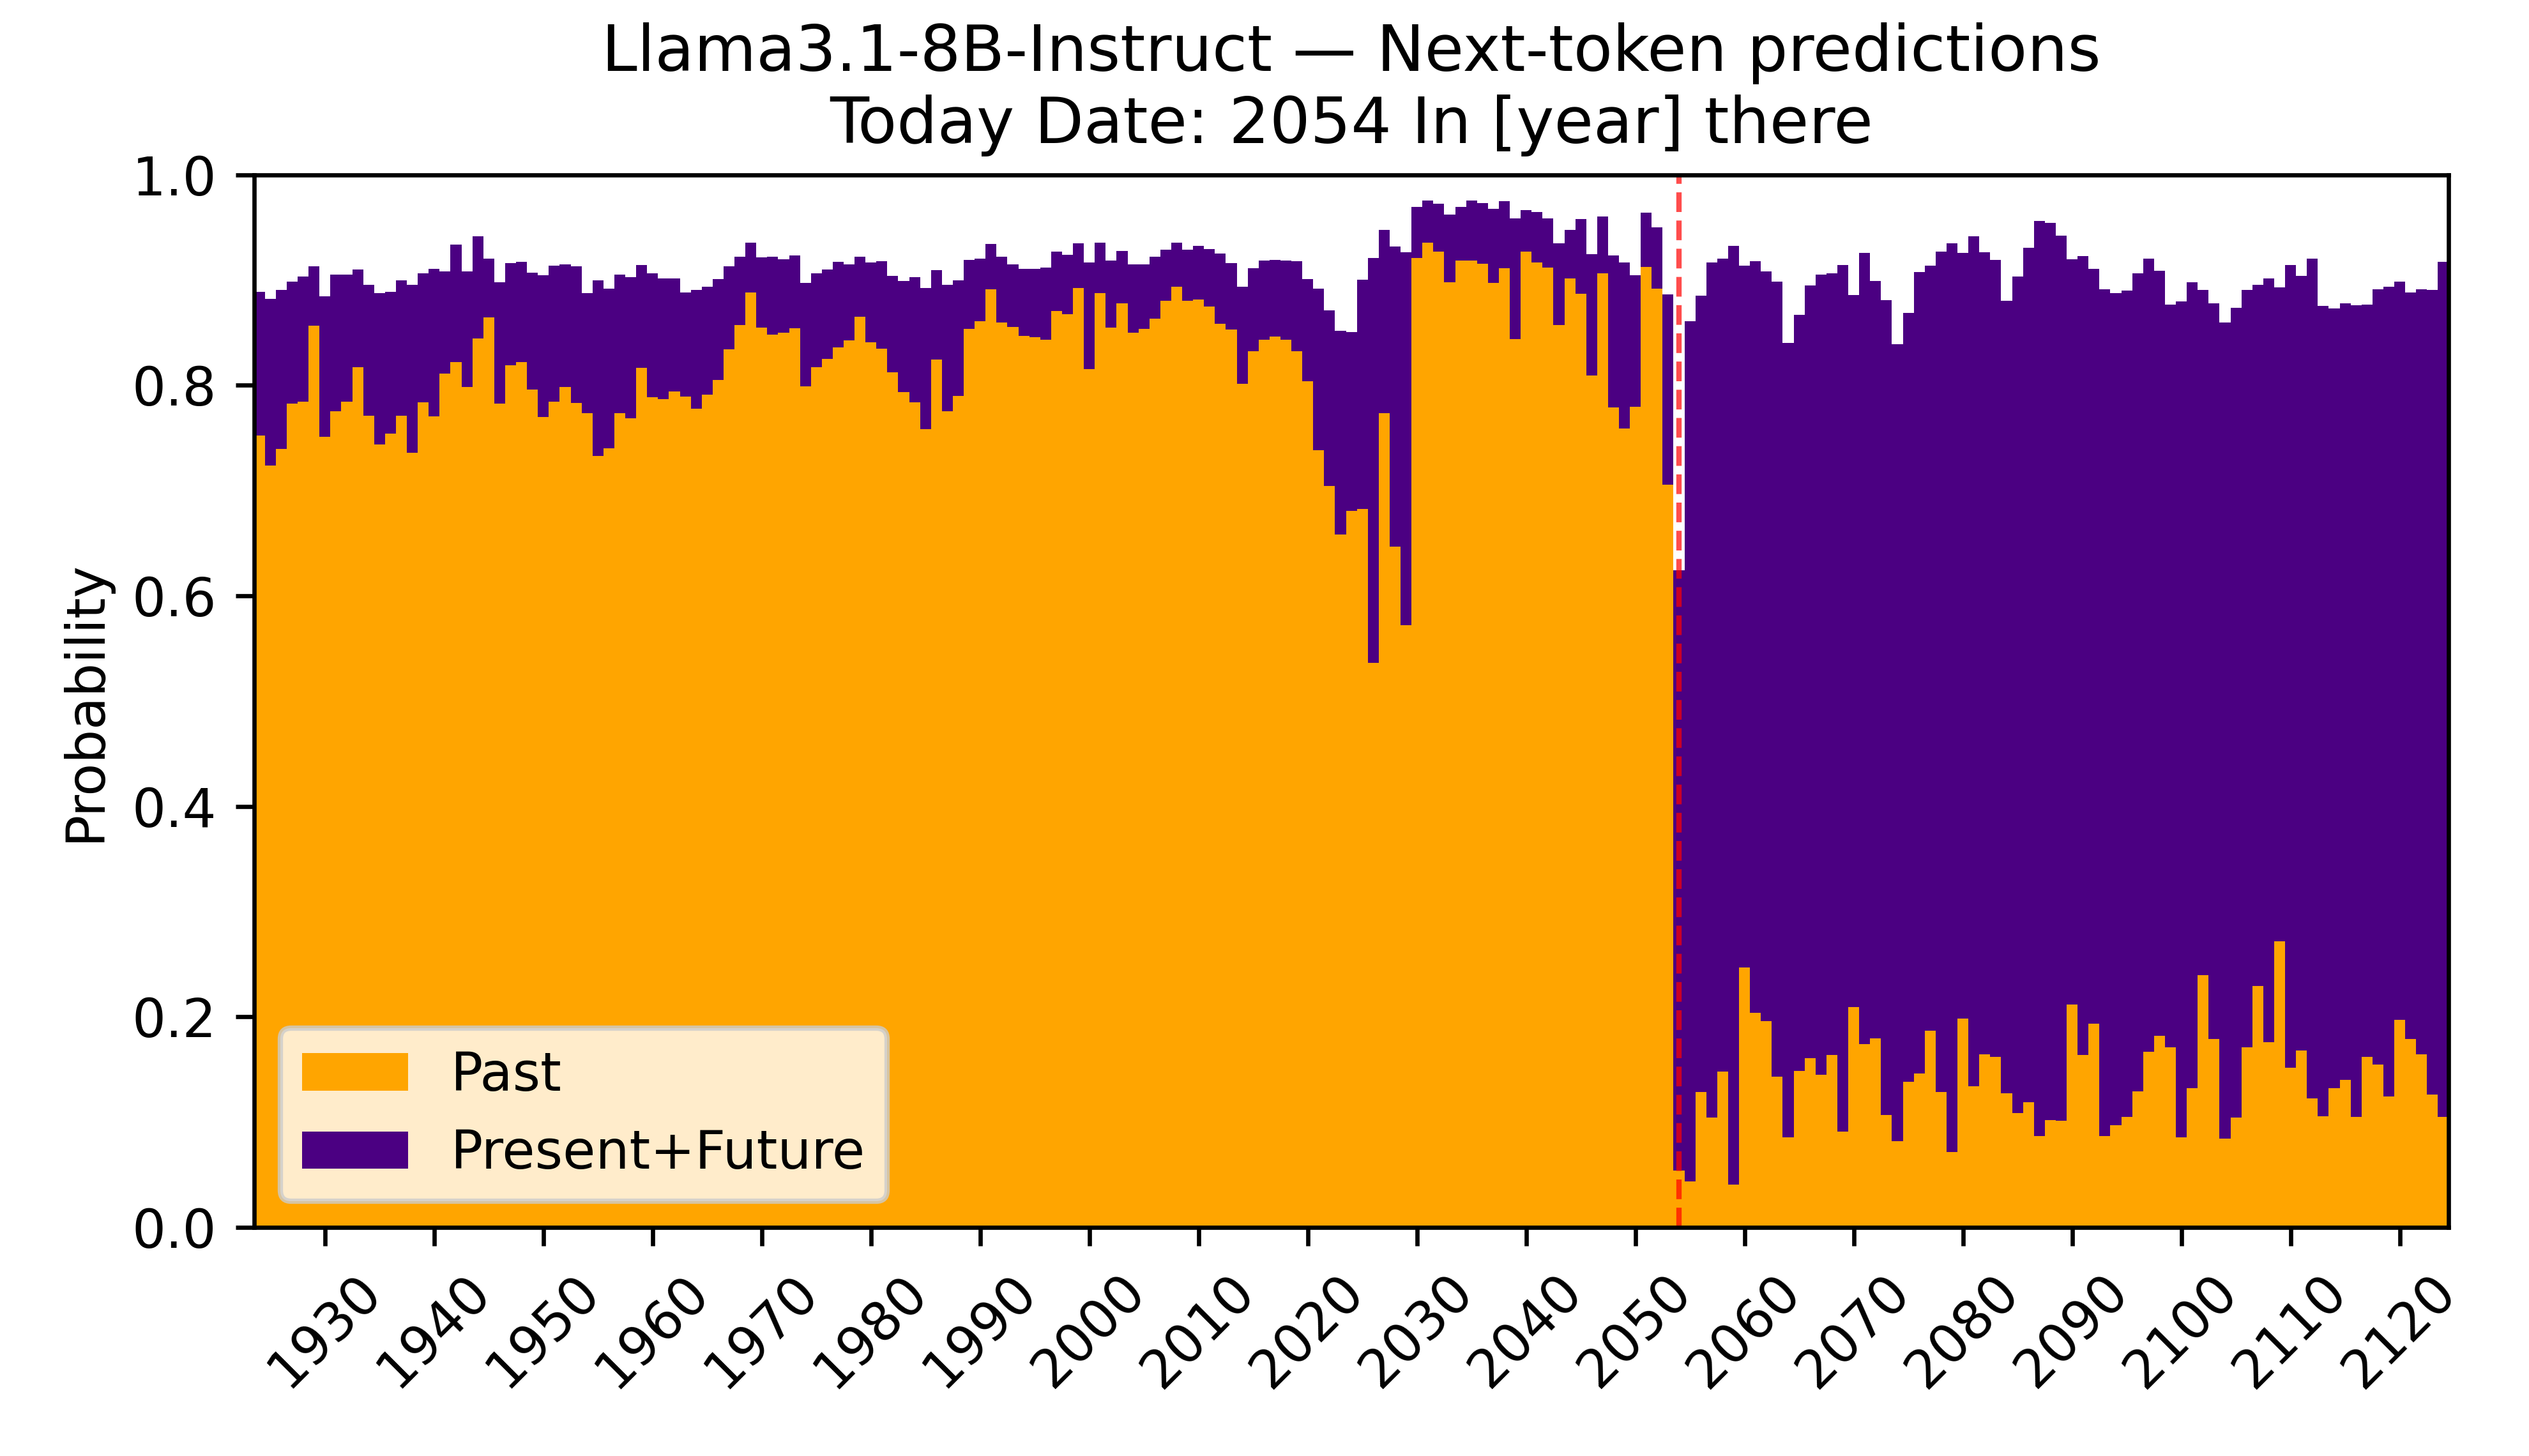 Llama3.1-8B-Instruct — Next-token predictions
Today Date: 2054 In [year] there
Probability
1.0
0.8
0.6
0.4
0.2
0.0
Past
Present+Future
1930 1940 1950 1960 1970 1980 1990 2000 2010 2020 2030 2040 2050 2060 2070 2080 2090 2100 2110 2120